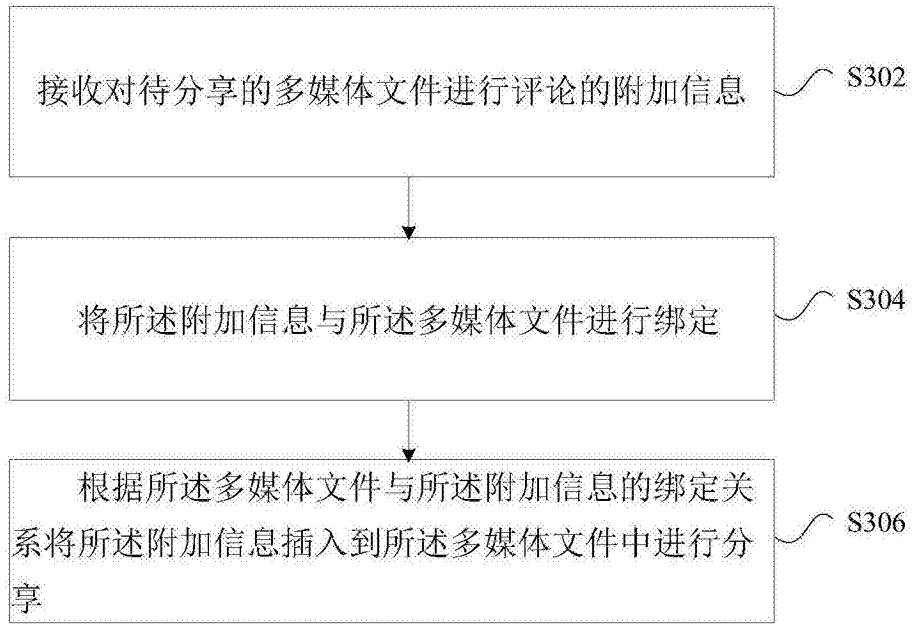 接收对待分享的多媒体文件进行评论的附加信息
S302
将所述附加信息与所述多媒体文件进行绑定
S304
根据所述多媒体文件与所述附加信息的绑定关
系将所述附加信息插入到所述多媒体文件中进行分
享
S306